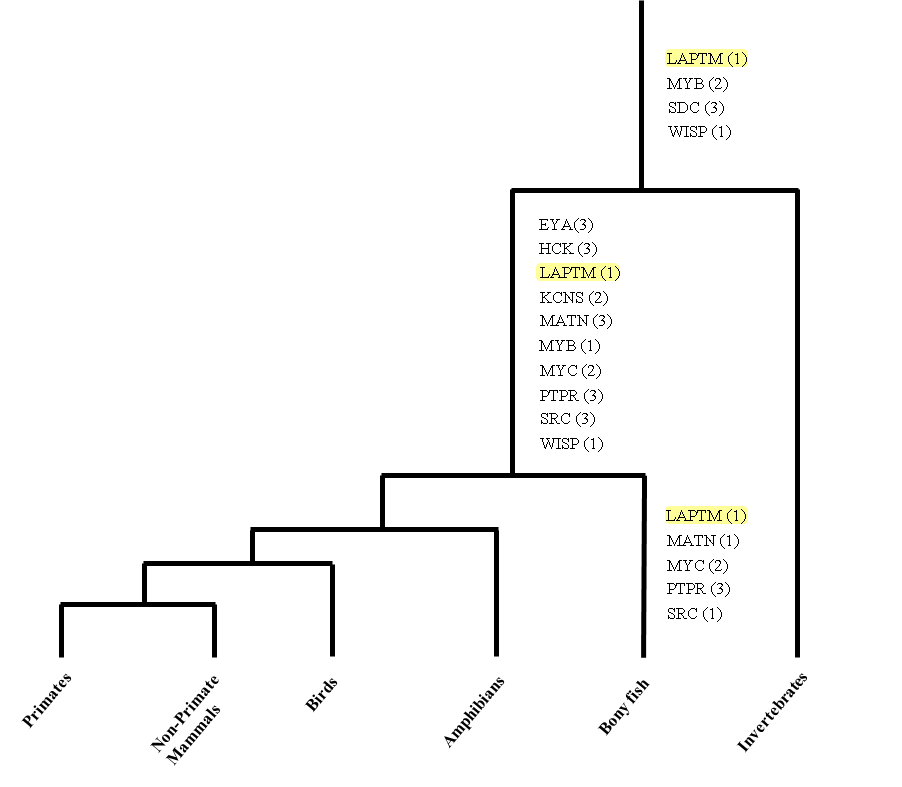 LAPTM (1)
MYB (2)
SDC (3)
WISP (1)
EYA(3)
HCK (3)
LAPTM (1)
KCNS (2)
MATN (3)
MYB (1)
MYC (2)
PTPR (3)
SRC (3)
WISP (1)
LAPTM (1)
MATN (1)
MYC (2)
PTPR (3)
SRC (1)
Primates
Non-Primate
Mammals
Birds
Amphibians
Bony fish
Invertebrates